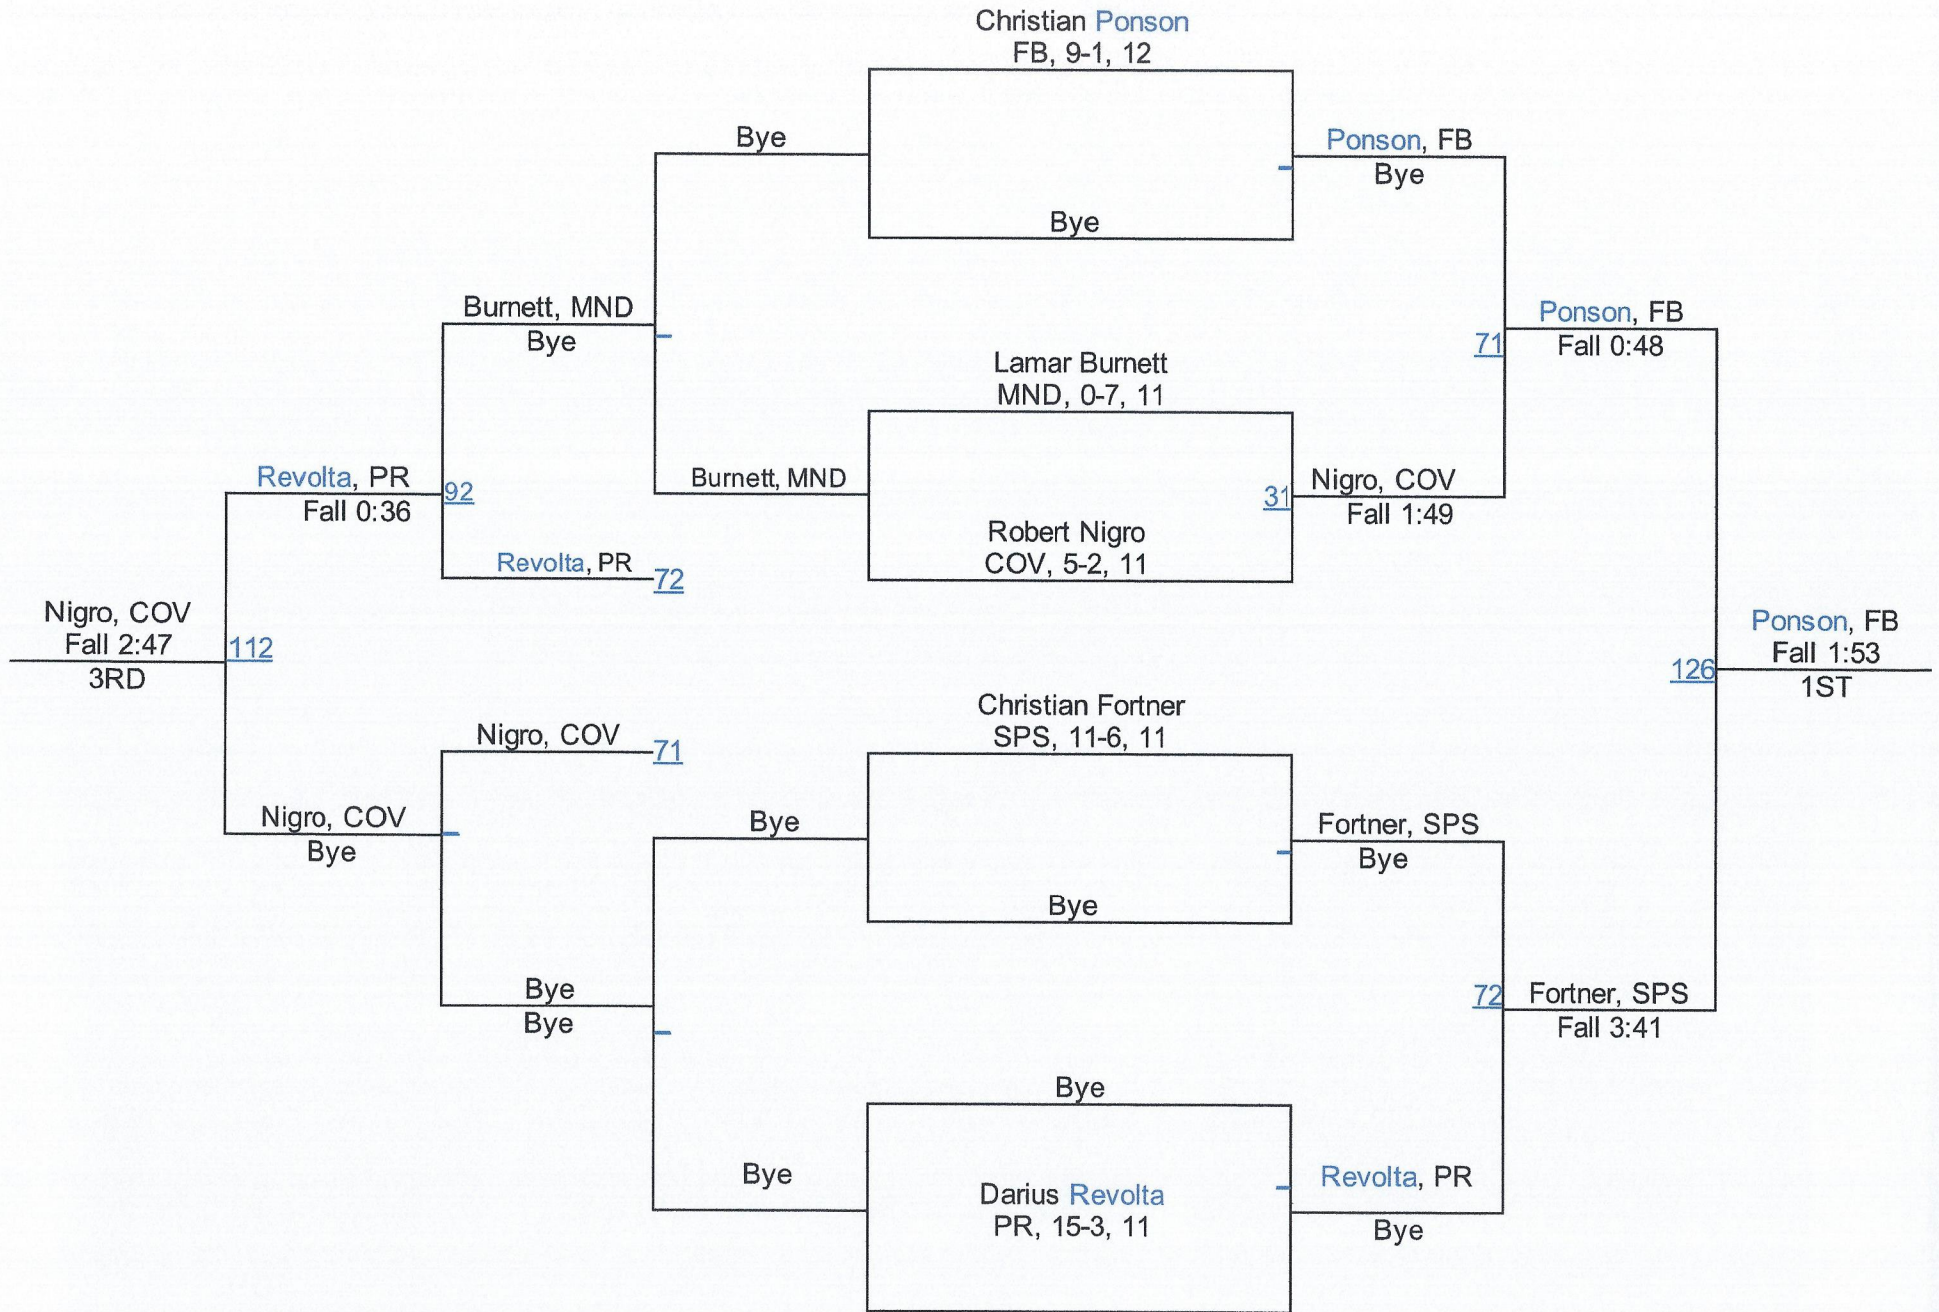 Christian Ponson
FB, 9-1, 12
Bye
Ponson, FB
Bye
Bye
Burnett, MND
Bye
Ponson, FB
71
Fall 0:48
Lamar Burnett
MND, 0-7, 11
Revolta, PR
92
Fall 0:36
Burnett, MND
31
Nigro, COV
Fall 1:49
Robert Nigro
COV, 5-2, 11
Revolta, PR
72
Nigro, COV
Fall 2:47
112
3RD
Ponson, FB
Fall 1:53
126
1ST
Nigro, COV
71
Christian Fortner
SPS, 11-6, 11
Nigro, COV
Bye
Bye
Fortner, SPS
Bye
Bye
Bye
Bye
72
Fortner, SPS
Fall 3:41
Bye
Bye
Darius Revolta
PR, 15-3, 11
Revolta, PR
Bye